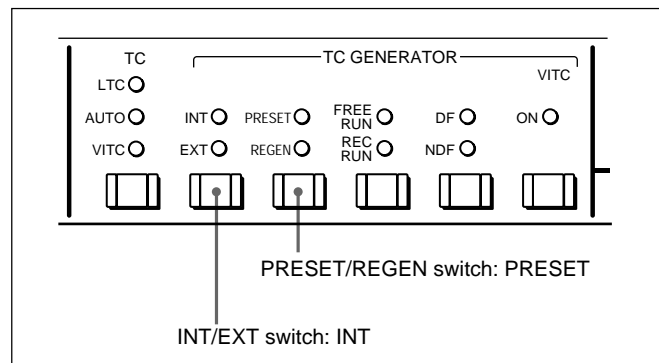 TC
TC GENERATOR
VITC
LTC
AUTO INT PRESET FREE RUN DF ON
VITC EXT REGEN REC RUN NDF
PRESET/REGEN switch: PRESET
INT/EXT switch: INT